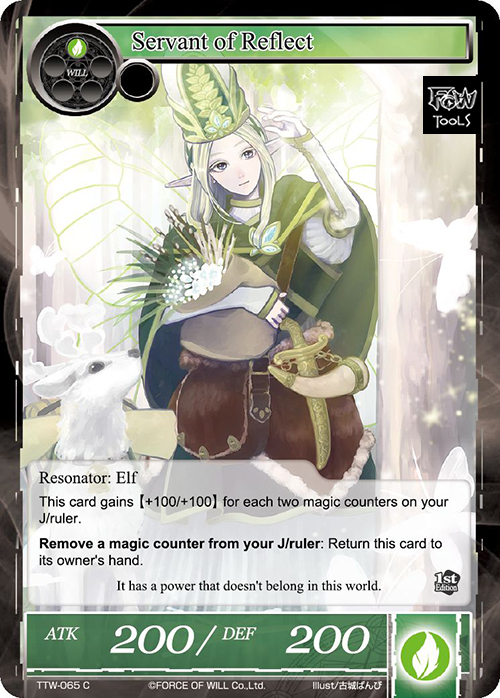 Servant of Reflect
WILL
FoW
TOOLS
Resonator: Elf
This card gains【+100/+100】for each two magic counters on your
J/ruler.
Remove a magic counter from your J/ruler: Return this card to
its owner's hand.
It has a power that doesn't belong in this world.
1st
Edition
ATK 200 / DEF 200
TTW-065 C ©FORCE OF WILL Co.,Ltd. Illust/古城ぱんぴ